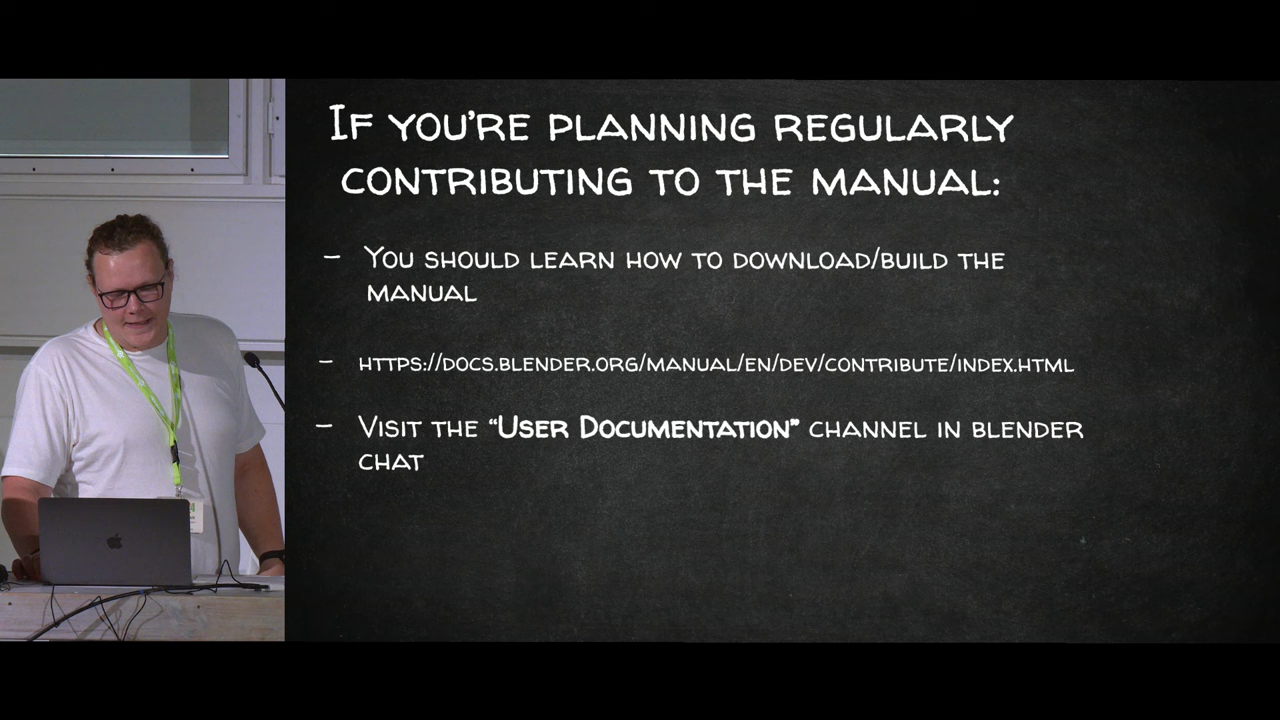 If you're planning regularly
contributing to the manual:
- You should learn how to download/build the
manual
- https://docs.blender.org/manual/en/dev/contribute/index.html
- Visit the "User Documentation" channel in blender
chat